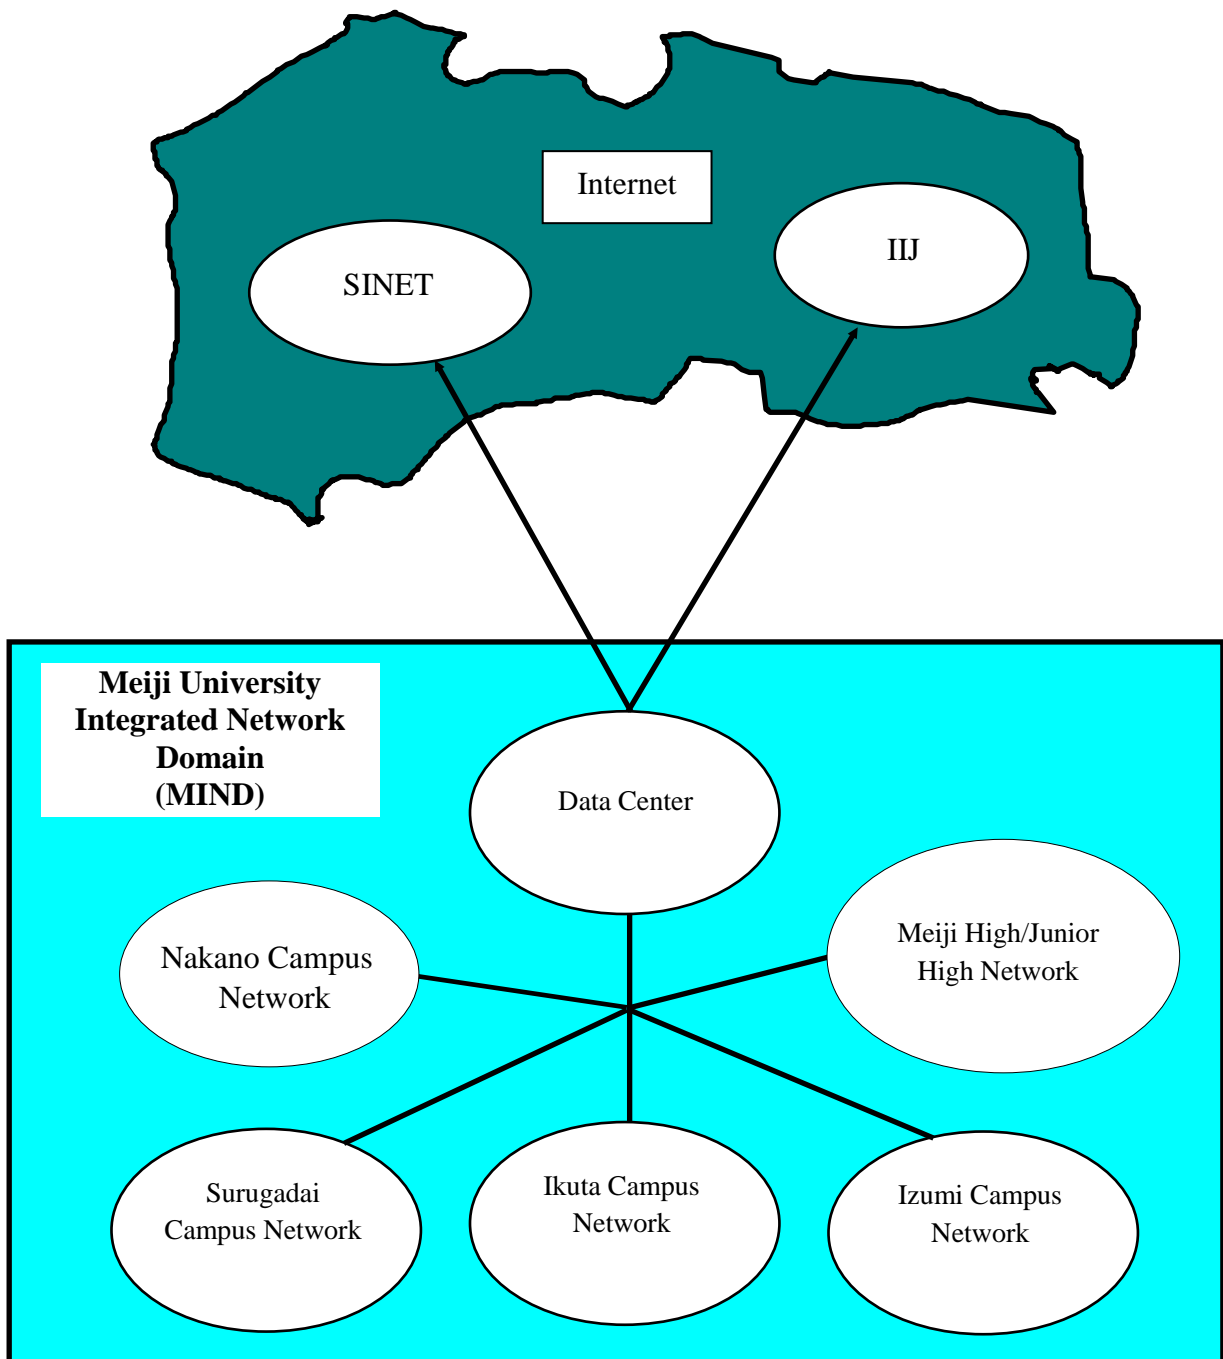 Internet
IIJ
SINET
Meiji University
Integrated Network
Domain
(MIND)
Data Center
Meiji High/Junior
High Network
Nakano Campus
Network
Surugadai
Campus Network
Ikuta Campus
Network
Izumi Campus
Network